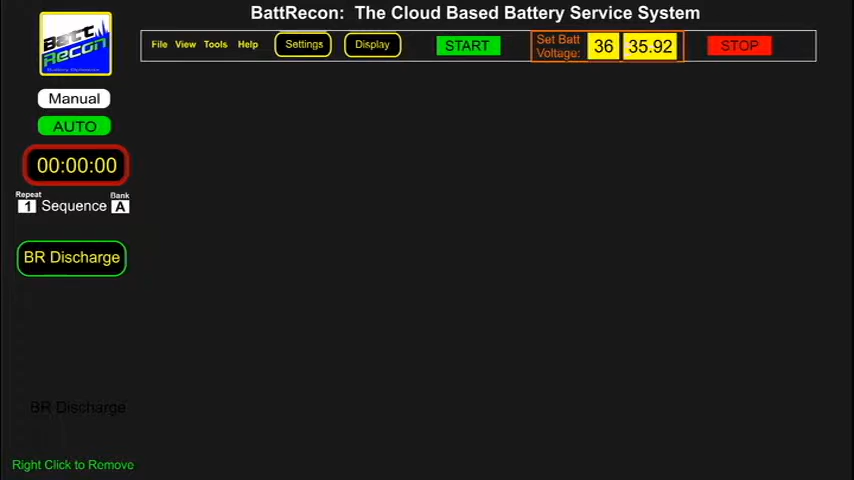 BattRecon: The Cloud Based Battery Service System
Batt
Recon
File View Tools Help Settings Display START Set Batt Voltage: 36 35.92 STOP
Manual
AUTO
00:00:00
Repeat Bank
1 Sequence A
BR Discharge
BR Discharge
Right Click to Remove